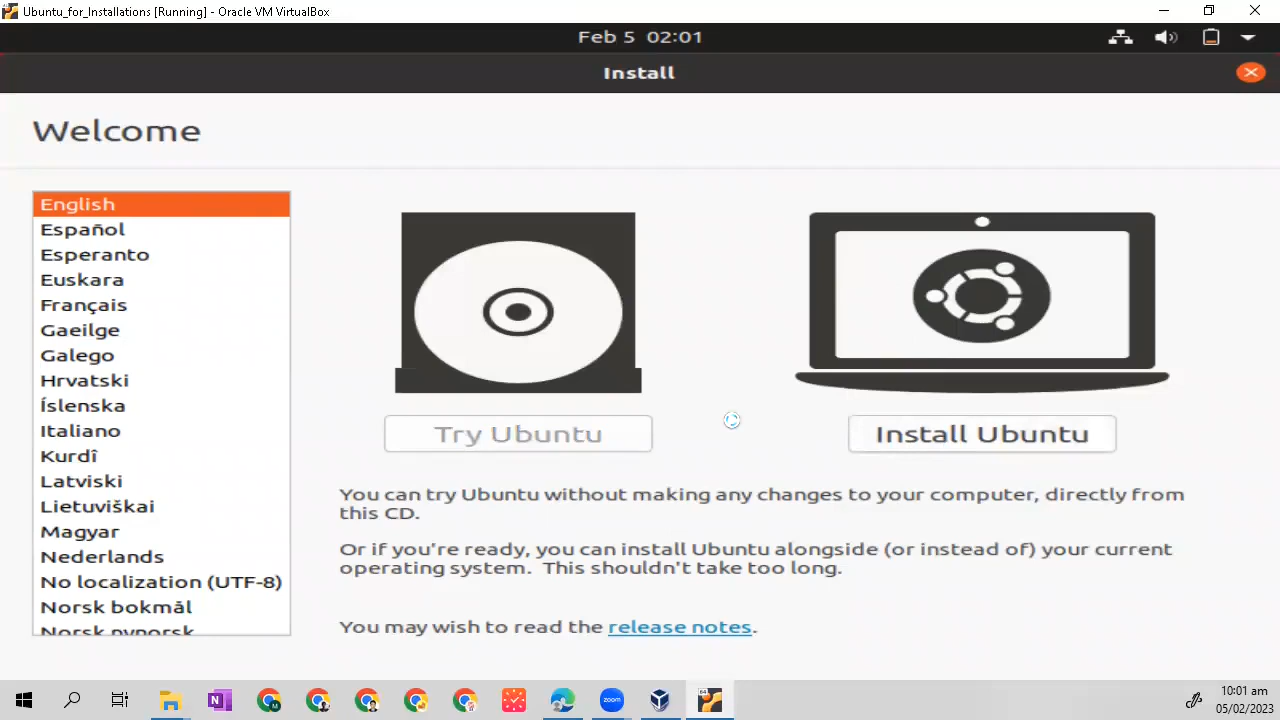 Ubuntu_for_Installations [Running] - Oracle VM VirtualBox
Feb 5 02:01
Install
Welcome
English
Español
Esperanto
Euskara
Français
Gaeilge
Galego
Hrvatski
Íslenska
Italiano
Kurdî
Latviski
Lietuviškai
Magyar
Nederlands
No localization (UTF-8)
Norsk bokmål
Norsk nynorsk
Try Ubuntu
Install Ubuntu
You can try Ubuntu without making any changes to your computer, directly from
this CD.
Or if you're ready, you can install Ubuntu alongside (or instead of) your current
operating system. This shouldn't take too long.
You may wish to read the release notes.
zoom
64
10:01 am
05/02/2023